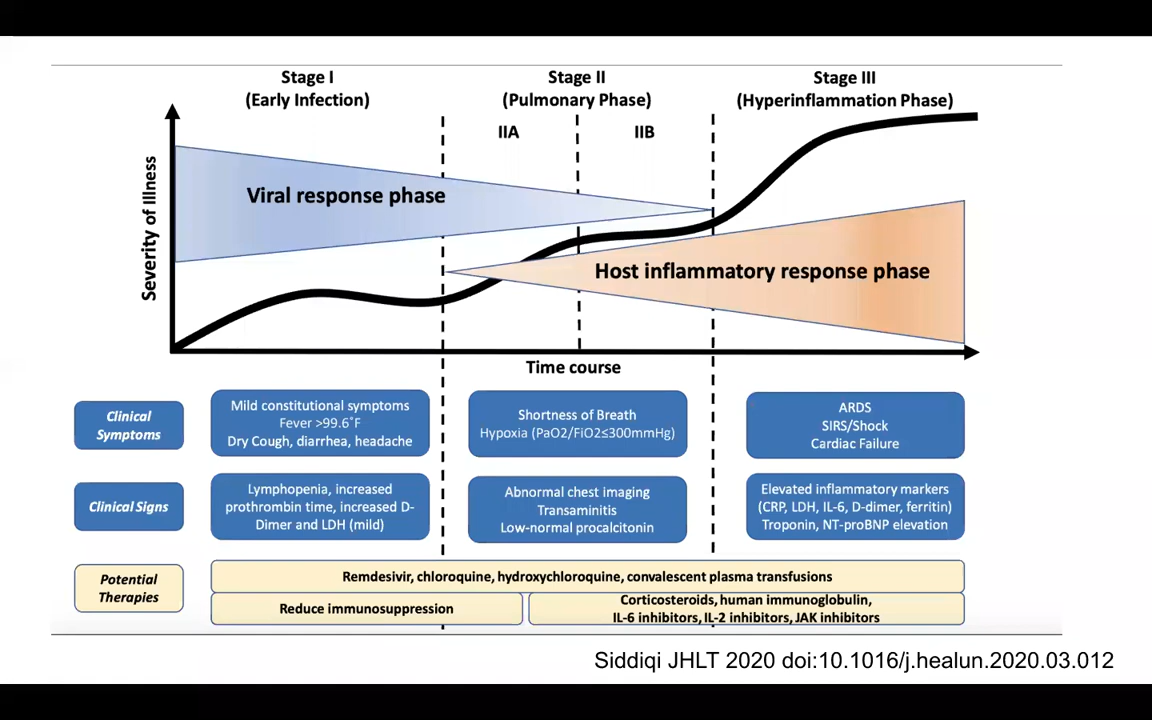 Stage I
(Early Infection)
Stage II
(Pulmonary Phase)
Stage III
(Hyperinflammation Phase)
IIA
IIB
Severity of Illness
Viral response phase
Host inflammatory response phase
Time course
Clinical
Symptoms
Mild constitutional symptoms
Fever >99.6°F
Dry Cough, diarrhea, headache
Shortness of Breath
Hypoxia (PaO2/FiO2≤300mmHg)
ARDS
SIRS/Shock
Cardiac Failure
Clinical Signs
Lymphopenia, increased
prothrombin time, increased D-
Dimer and LDH (mild)
Abnormal chest imaging
Transaminitis
Low-normal procalcitonin
Elevated inflammatory markers
(CRP, LDH, IL-6, D-dimer, ferritin)
Troponin, NT-proBNP elevation
Potential
Therapies
Remdesivir, chloroquine, hydroxychloroquine, convalescent plasma transfusions
Reduce immunosuppression
Corticosteroids, human immunoglobulin,
IL-6 inhibitors, IL-2 inhibitors, JAK inhibitors
Siddiqi JHLT 2020 doi:10.1016/j.healun.2020.03.012